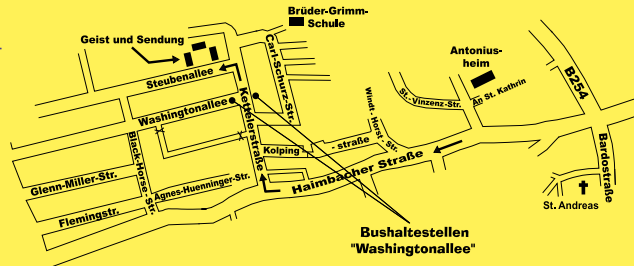 Brüder-Grimm-
Schule
Geist und Sendung
Carl-Schurz-Str.
Antonius-
heim
Steubenallee
B254
An St. Kathrin
St.-Vinzenz-Str.
Washingtonallee
Kettelerstraße
Windt-Horst-Str.
Black-Horse-Str.
Kolping
-straße
Bardostraße
Haimbacher Straße
Glenn-Miller-Str.
Agnes-Huenninger-Str.
Flemingstr.
St. Andreas
Bushaltestellen
"Washingtonallee"